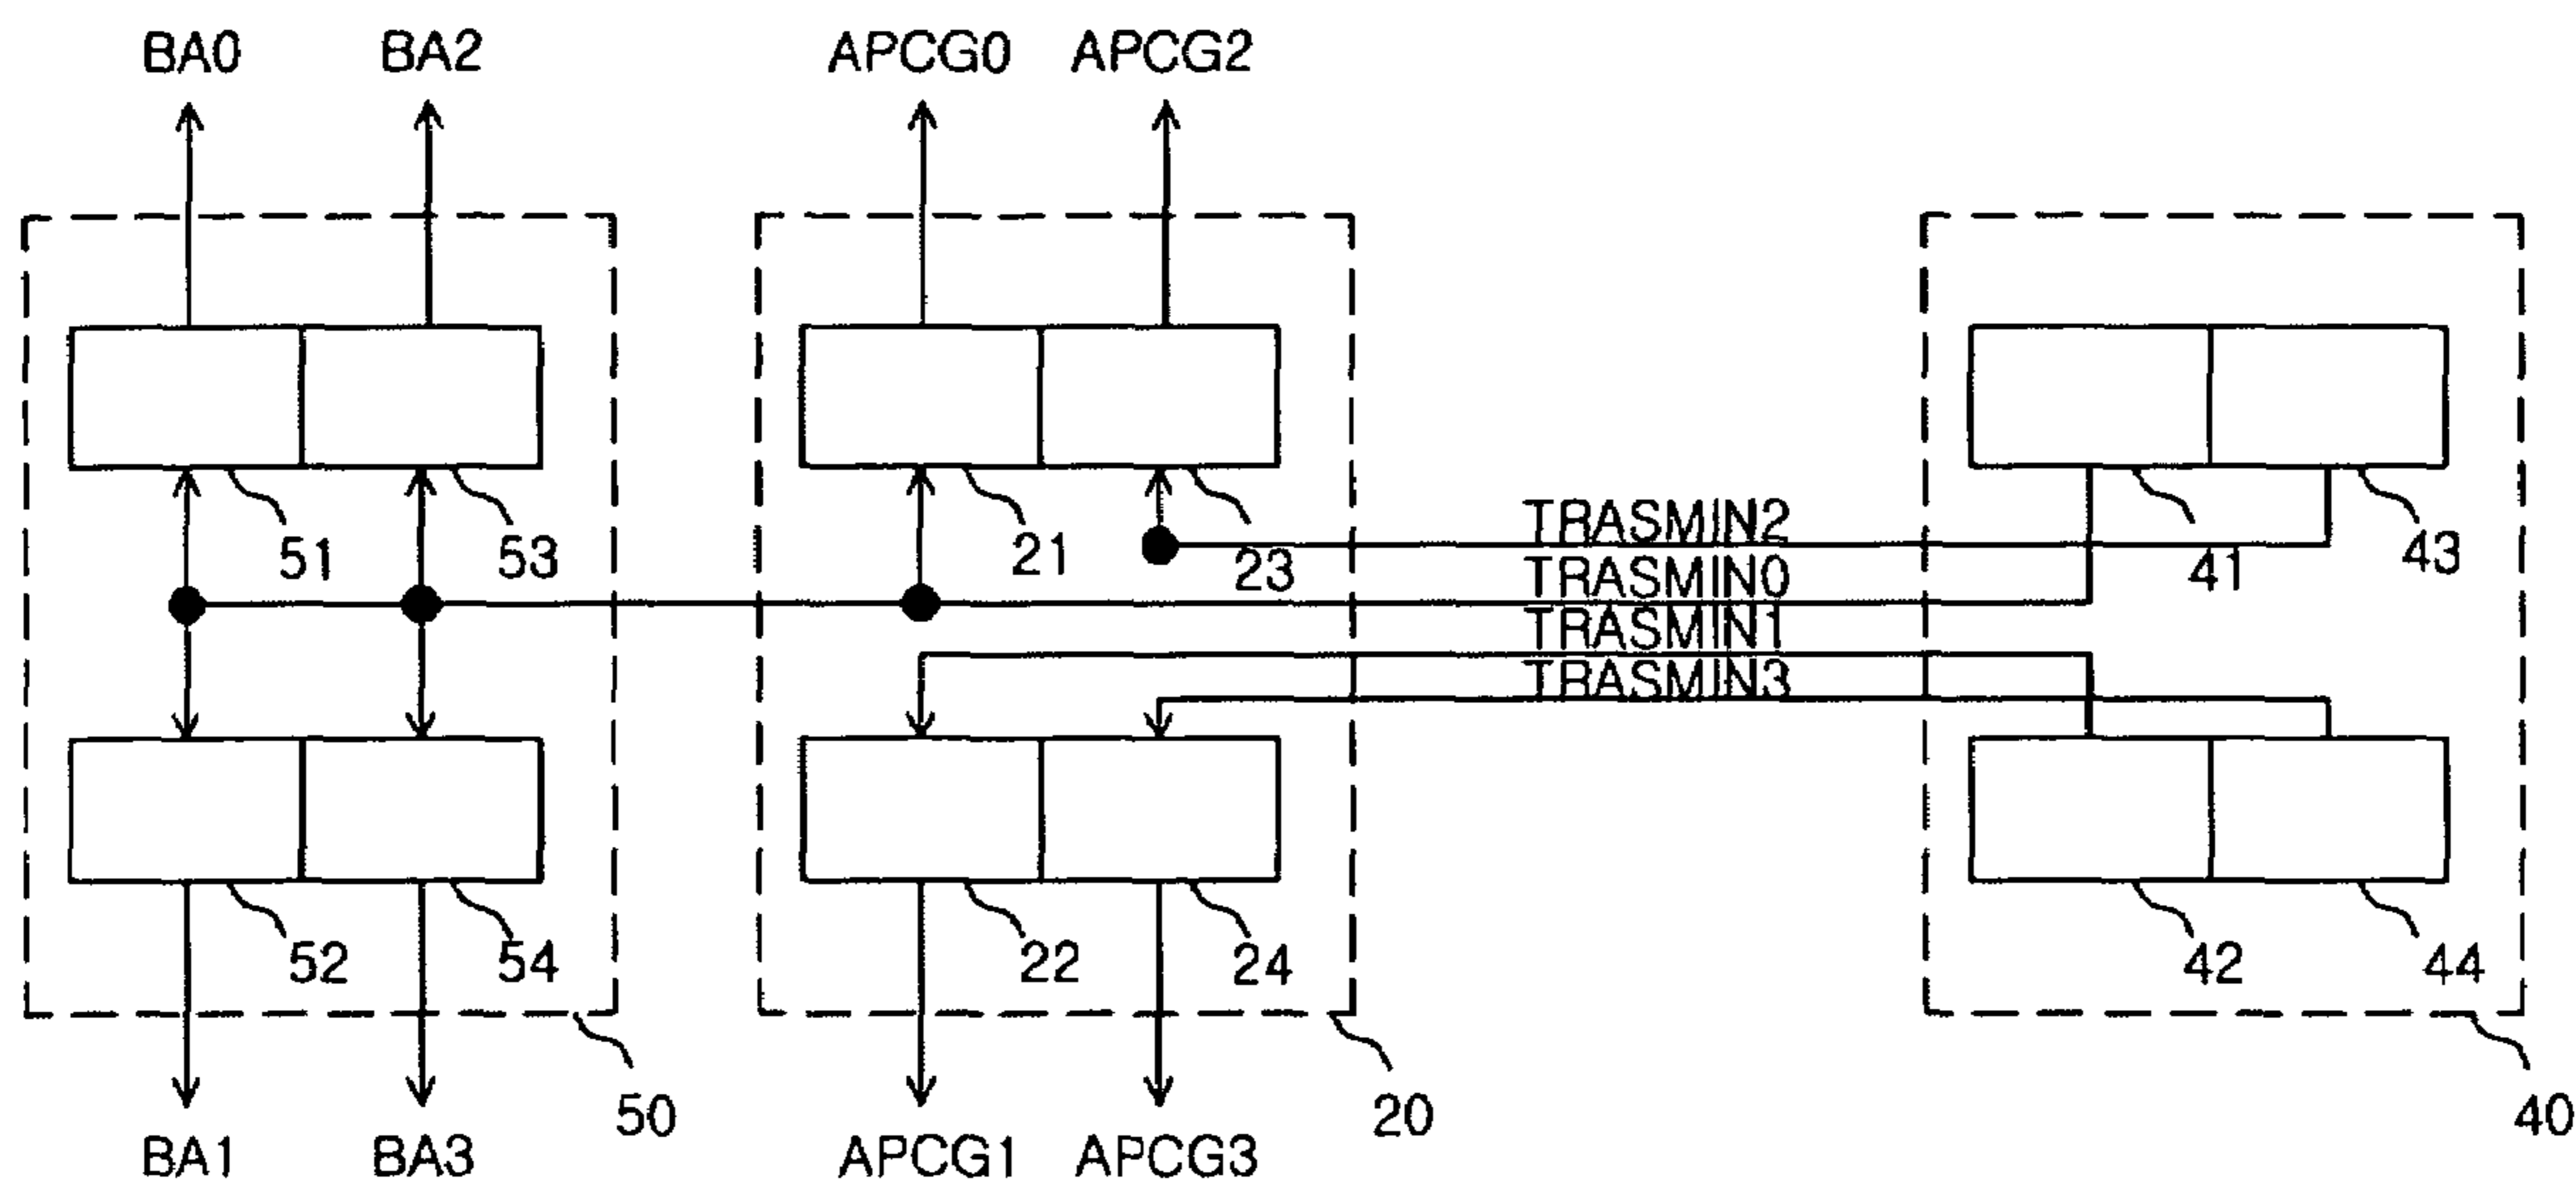 BA0 BA2 APCG0 APCG2
51 53 21 23 TRASMIN2 41 43
TRASMIN0
TRASMIN1
TRASMIN3
52 54 22 24 42 44
50 20 40
BA1 BA3 APCG1 APCG3